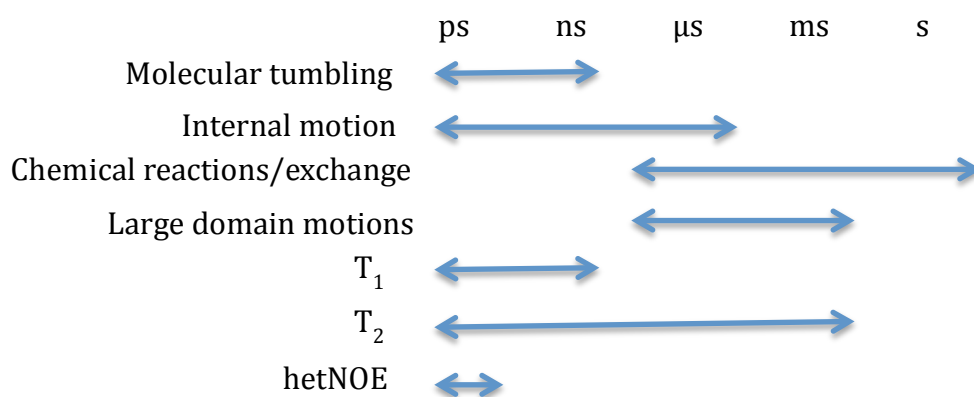 ps ns μs ms s
Molecular tumbling
Internal motion
Chemical reactions/exchange
Large domain motions
T1
T2
hetNOE